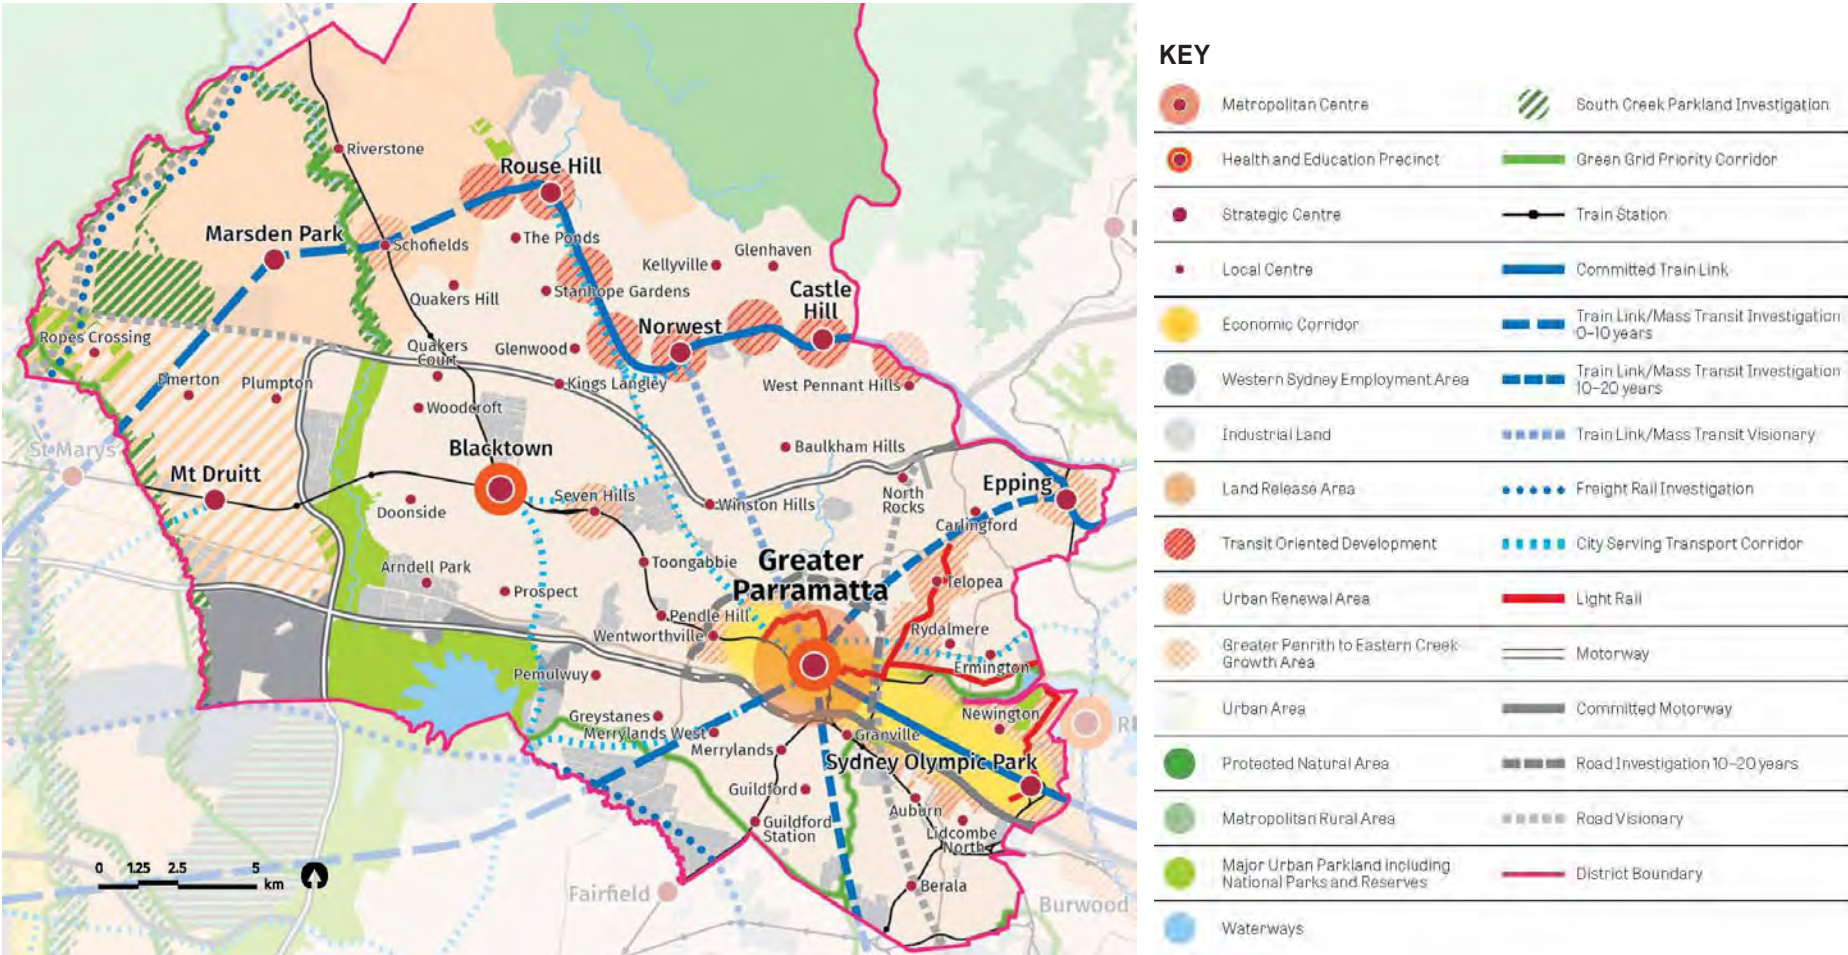 Riverstone
Rouse Hill
Marsden Park
Schofields
The Ponds
Glenhaven
Kellyville
Quakers Hill
Stanhope Gardens
Castle
Hill
Norwest
Ropes Crossing
Quakers
Court
Glenwood
Emerton
Plumpton
Kings Langley
West Pennant Hills
Woodcroft
St Marys
Blacktown
Baulkham Hills
Mt Druitt
Epping
Seven Hills
North
Rocks
Doonside
Winston Hills
Carlingford
Greater
Parramatta
Toongabbie
Arndell Park
Telopea
Prospect
Pendle Hill
Wentworthville
Rydalmere
Ermington
Pemulwuy
Greystanes
Newington
Merrylands West
Granville
Merrylands
Sydney Olympic Park
Guildford
Auburn
Guildford
Station
Lidcombe
North
0 1.25 2.5 5
km
Berala
Fairfield
Burwood
KEY
Metropolitan Centre
Health and Education Precinct
Strategic Centre
Local Centre
Economic Corridor
Western Sydney Employment Area
Industrial Land
Land Release Area
Transit Oriented Development
Urban Renewal Area
Greater Penrith to Eastern Creek
Growth Area
Urban Area
Protected Natural Area
Metropolitan Rural Area
Major Urban Parkland including
National Parks and Reserves
Waterways
South Creek Parkland Investigation
Green Grid Priority Corridor
Train Station
Committed Train Link
Train Link/Mass Transit Investigation
0–10 years
Train Link/Mass Transit Investigation
10–20 years
Train Link/Mass Transit Visionary
Freight Rail Investigation
City Serving Transport Corridor
Light Rail
Motorway
Committed Motorway
Road Investigation 10–20 years
Road Visionary
District Boundary